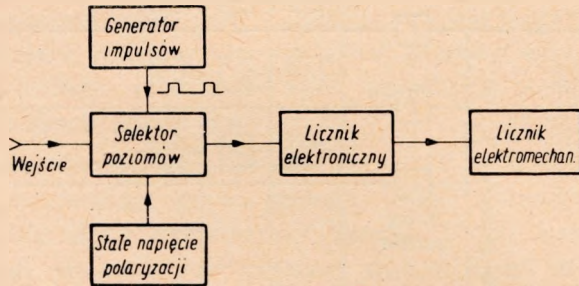 Generator
impulsów
Wejście
Selektor
poziomów
Licznik
elektroniczny
Licznik
elektromechan.
Stałe napięcie
polaryzacji